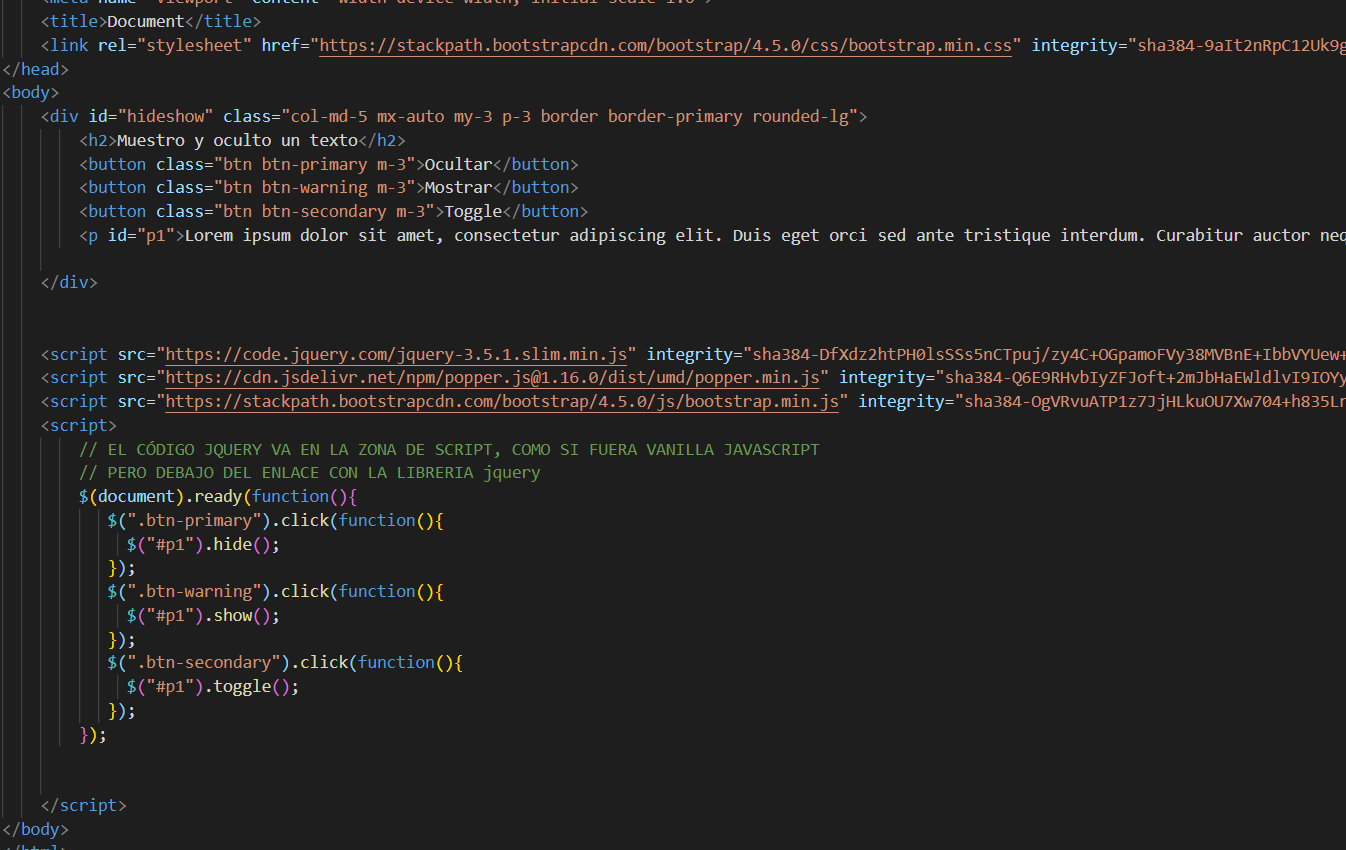 <title>Document</title>
<link rel="stylesheet" href="https://stackpath.bootstrapcdn.com/bootstrap/4.5.0/css/bootstrap.min.css" integrity="sha384-9aIt2nRpC12Uk9g
</head>
<body>
<div id="hideshow" class="col-md-5 mx-auto my-3 p-3 border border-primary rounded-lg">
<h2>Muestro y oculto un texto</h2>
<button class="btn btn-primary m-3">Ocultar</button>
<button class="btn btn-warning m-3">Mostrar</button>
<button class="btn btn-secondary m-3">Toggle</button>
<p id="p1">Lorem ipsum dolor sit amet, consectetur adipiscing elit. Duis eget orci sed ante tristique interdum. Curabitur auctor neq
</div>
<script src="https://code.jquery.com/jquery-3.5.1.slim.min.js" integrity="sha384-DfXdz2htPH0lsSSs5nCTpuj/zy4C+OGpamoFVy38MVBnE+IbbVYUew+
<script src="https://cdn.jsdelivr.net/npm/popper.js@1.16.0/dist/umd/popper.min.js" integrity="sha384-Q6E9RHvbIyZFJoft+2mJbHaEWldlvI9IOYy
<script src="https://stackpath.bootstrapcdn.com/bootstrap/4.5.0/js/bootstrap.min.js" integrity="sha384-OgVRvuATP1z7JjHLkuOU7Xw704+h835Lr
<script>
// EL CÓDIGO JQUERY VA EN LA ZONA DE SCRIPT, COMO SI FUERA VANILLA JAVASCRIPT
// PERO DEBAJO DEL ENLACE CON LA LIBRERIA jquery
$(document).ready(function(){
$(".btn-primary").click(function(){
$("#p1").hide();
});
$(".btn-warning").click(function(){
$("#p1").show();
});
$(".btn-secondary").click(function(){
$("#p1").toggle();
});
});
</script>
</body>